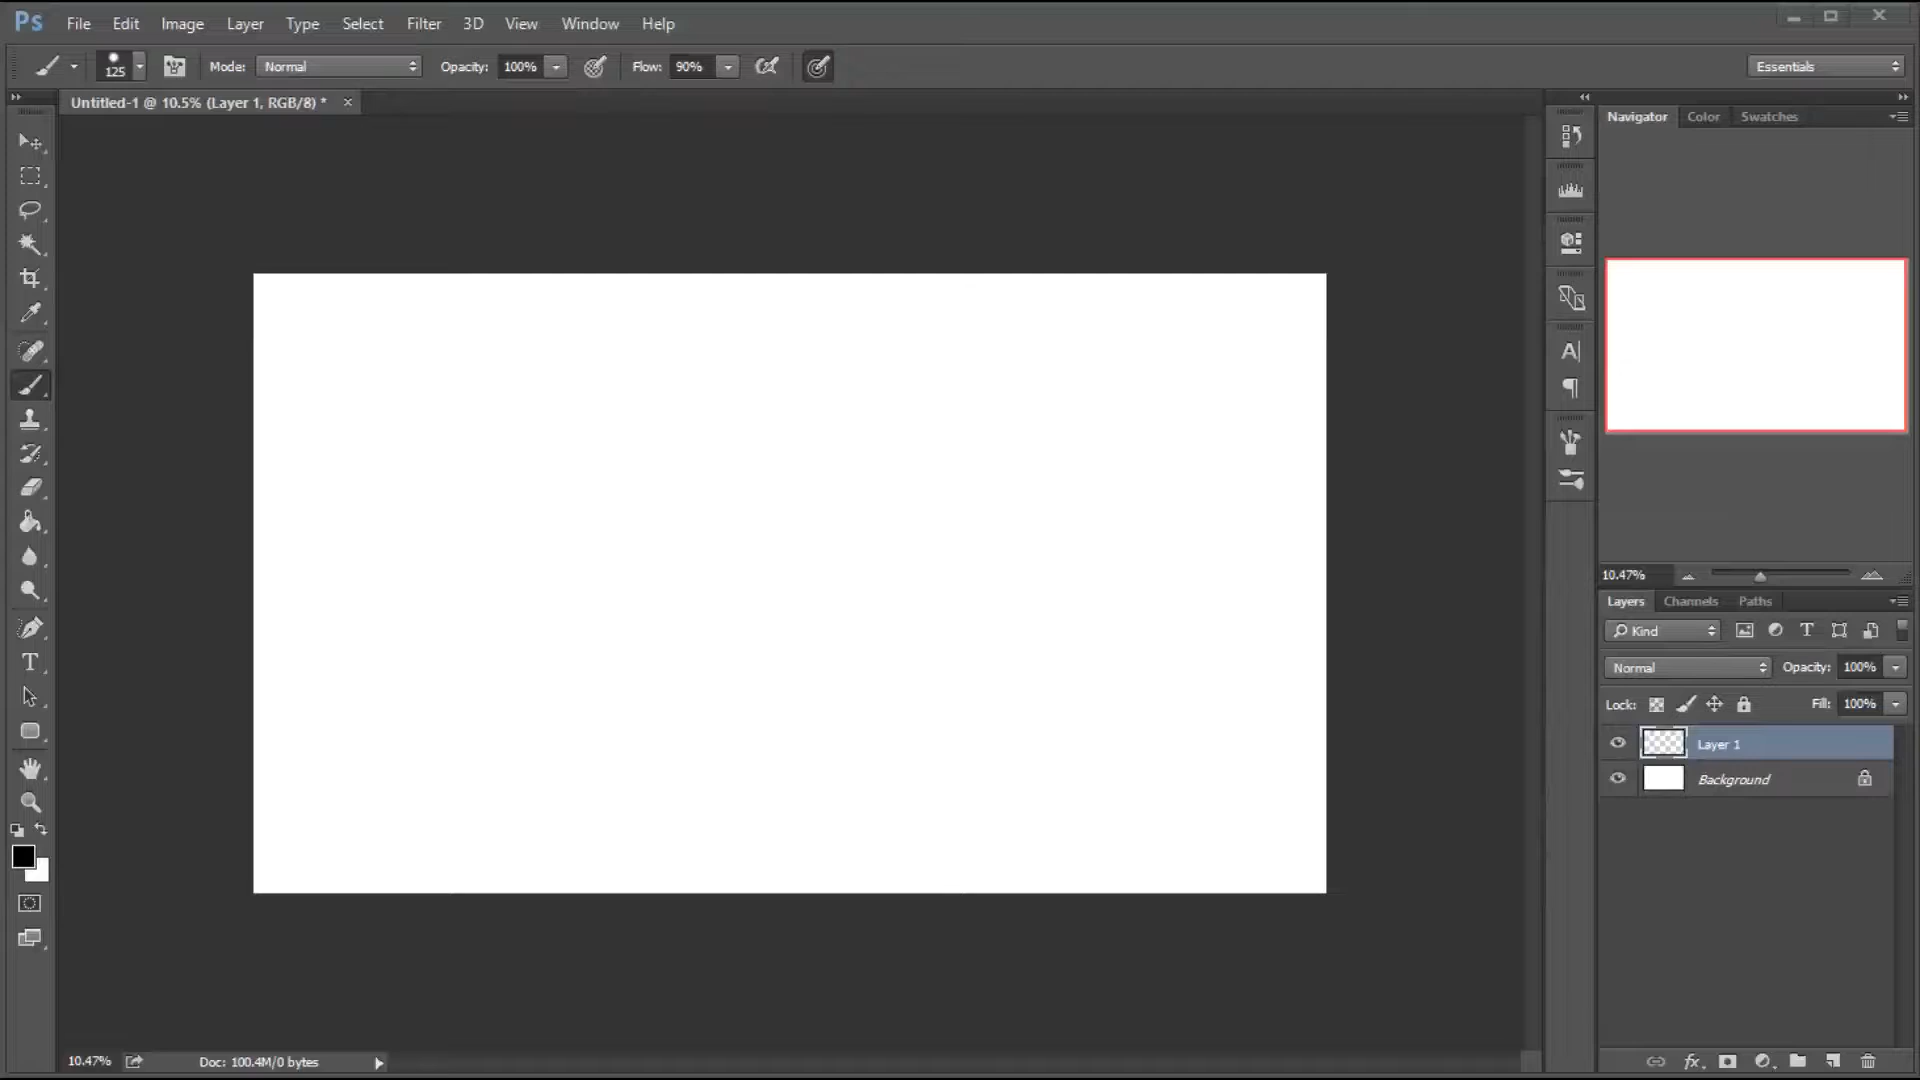 Ps File Edit Image Layer Type Select Filter 3D View Window Help
125 Mode: Normal Opacity: 100% Flow: 90% Essentials
Untitled-1 @ 10.5% (Layer 1, RGB/8) * ×
Navigator Color Swatches
10.47%
Layers Channels Paths
Kind
Normal Opacity: 100%
Lock: Fill: 100%
Layer 1
Background
10.47% Doc: 100.4M/0 bytes
fx